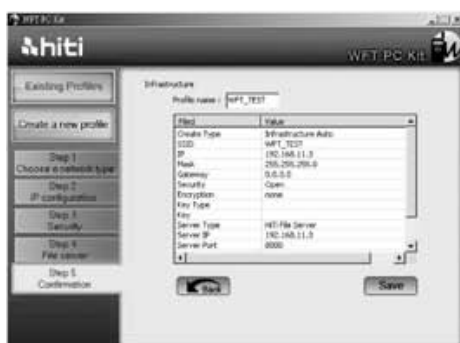 HiTi PC Kit
hiti
WFT PC Kit
Existing Profiles
Create a new profile
Step 1
Choose a network type
Step 2
IP configuration
Step 3
Security
Step 4
File server
Step 5
Confirmation
Infrastructure
Profile name : WFT_TEST
Filed Value
Create Type Infrastructure Auto
SSID WFT_TEST
IP 192.168.11.3
Mask 255.255.255.0
Gateway 0.0.0.0
Security Open
Encryption none
Key Type
Key
Server Type HiTi File Server
Server IP 192.168.11.3
Server Port 8000
Back
Save